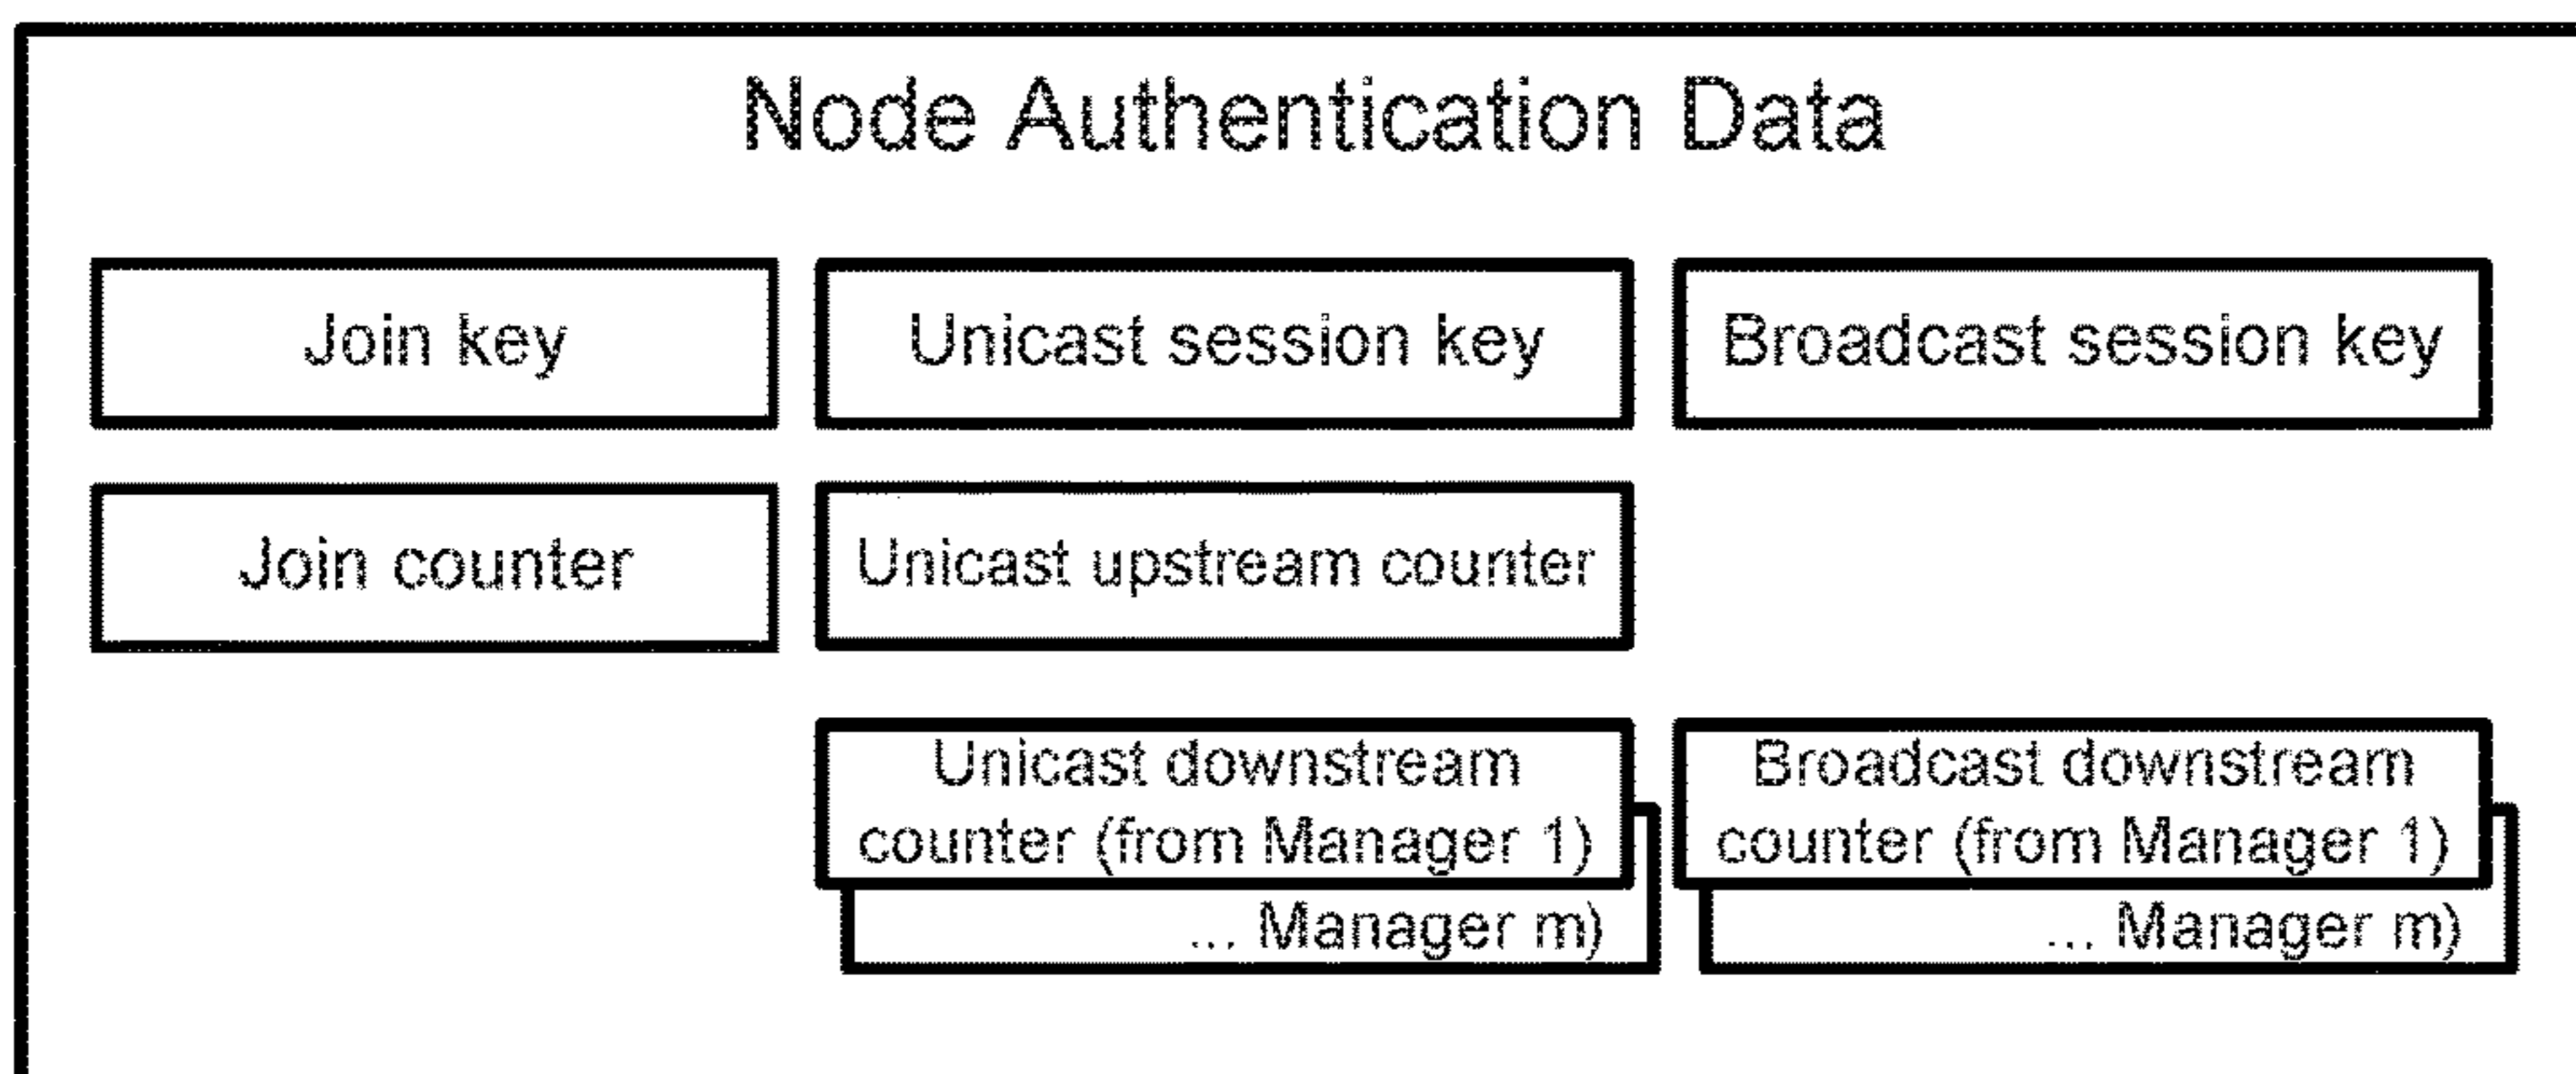 Node Authentication Data
Join key
Unicast session key
Broadcast session key
Join counter
Unicast upstream counter
Unicast downstream
counter (from Manager 1)
... Manager m)
Broadcast downstream
counter (from Manager 1)
... Manager m)